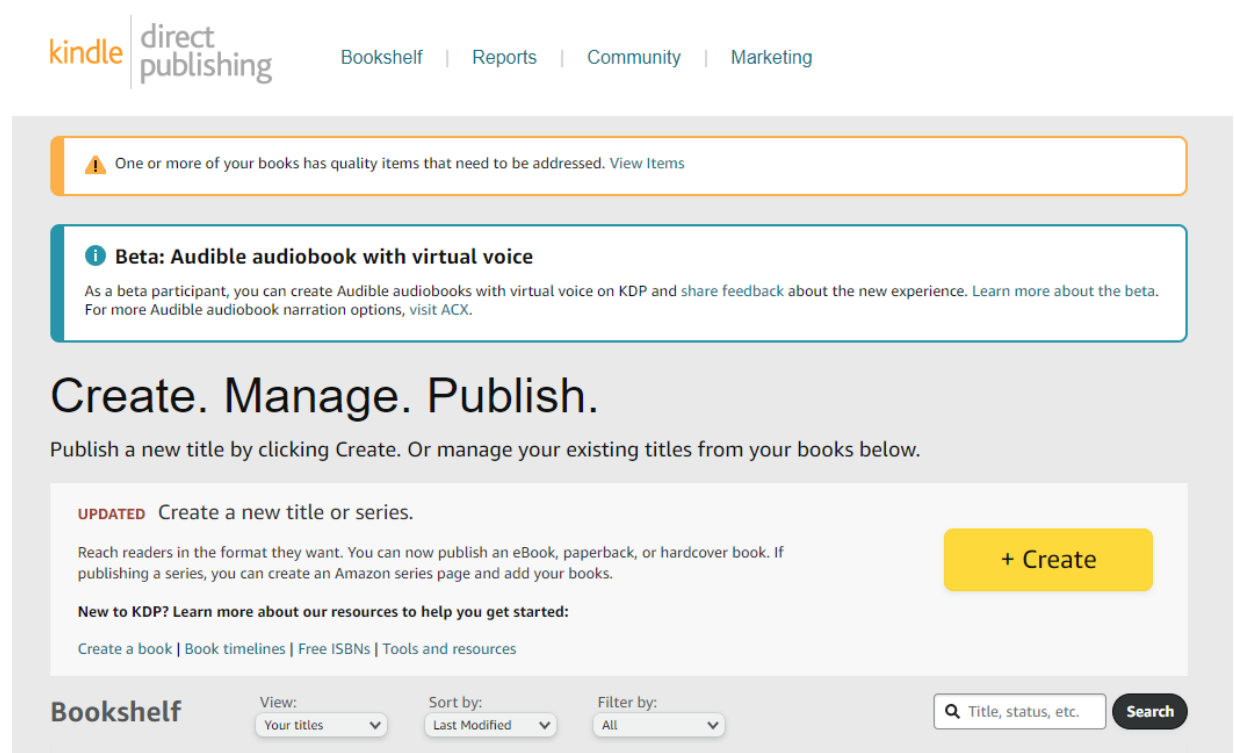 kindle direct publishing
Bookshelf | Reports | Community | Marketing
One or more of your books has quality items that need to be addressed. View Items
Beta: Audible audiobook with virtual voice
As a beta participant, you can create Audible audiobooks with virtual voice on KDP and share feedback about the new experience. Learn more about the beta.
For more Audible audiobook narration options, visit ACX.
Create. Manage. Publish.
Publish a new title by clicking Create. Or manage your existing titles from your books below.
UPDATED Create a new title or series.
Reach readers in the format they want. You can now publish an eBook, paperback, or hardcover book. If
publishing a series, you can create an Amazon series page and add your books.
+ Create
New to KDP? Learn more about our resources to help you get started:
Create a book | Book timelines | Free ISBNs | Tools and resources
Bookshelf
View:
Your titles
Sort by:
Last Modified
Filter by:
All
Title, status, etc.
Search